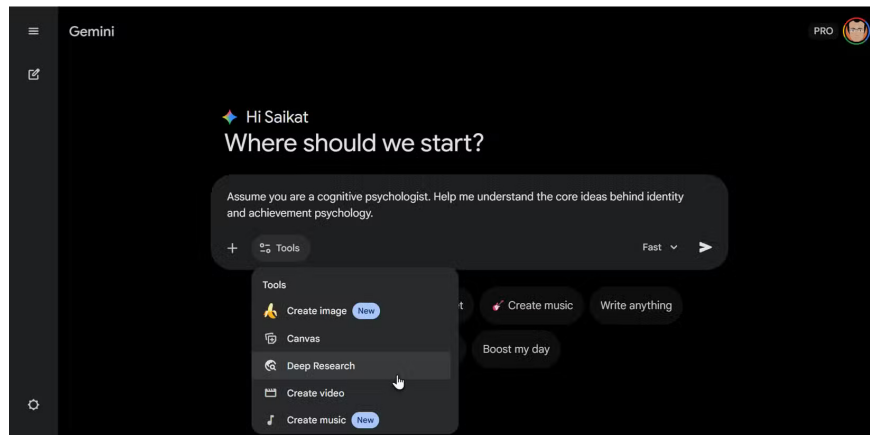 Gemini
PRO
Hi Saikat
Where should we start?
Assume you are a cognitive psychologist. Help me understand the core ideas behind identity
and achievement psychology.
Tools
Fast
Tools
Create image New
Canvas
Deep Research
Create video
Create music New
Create music
Write anything
Boost my day